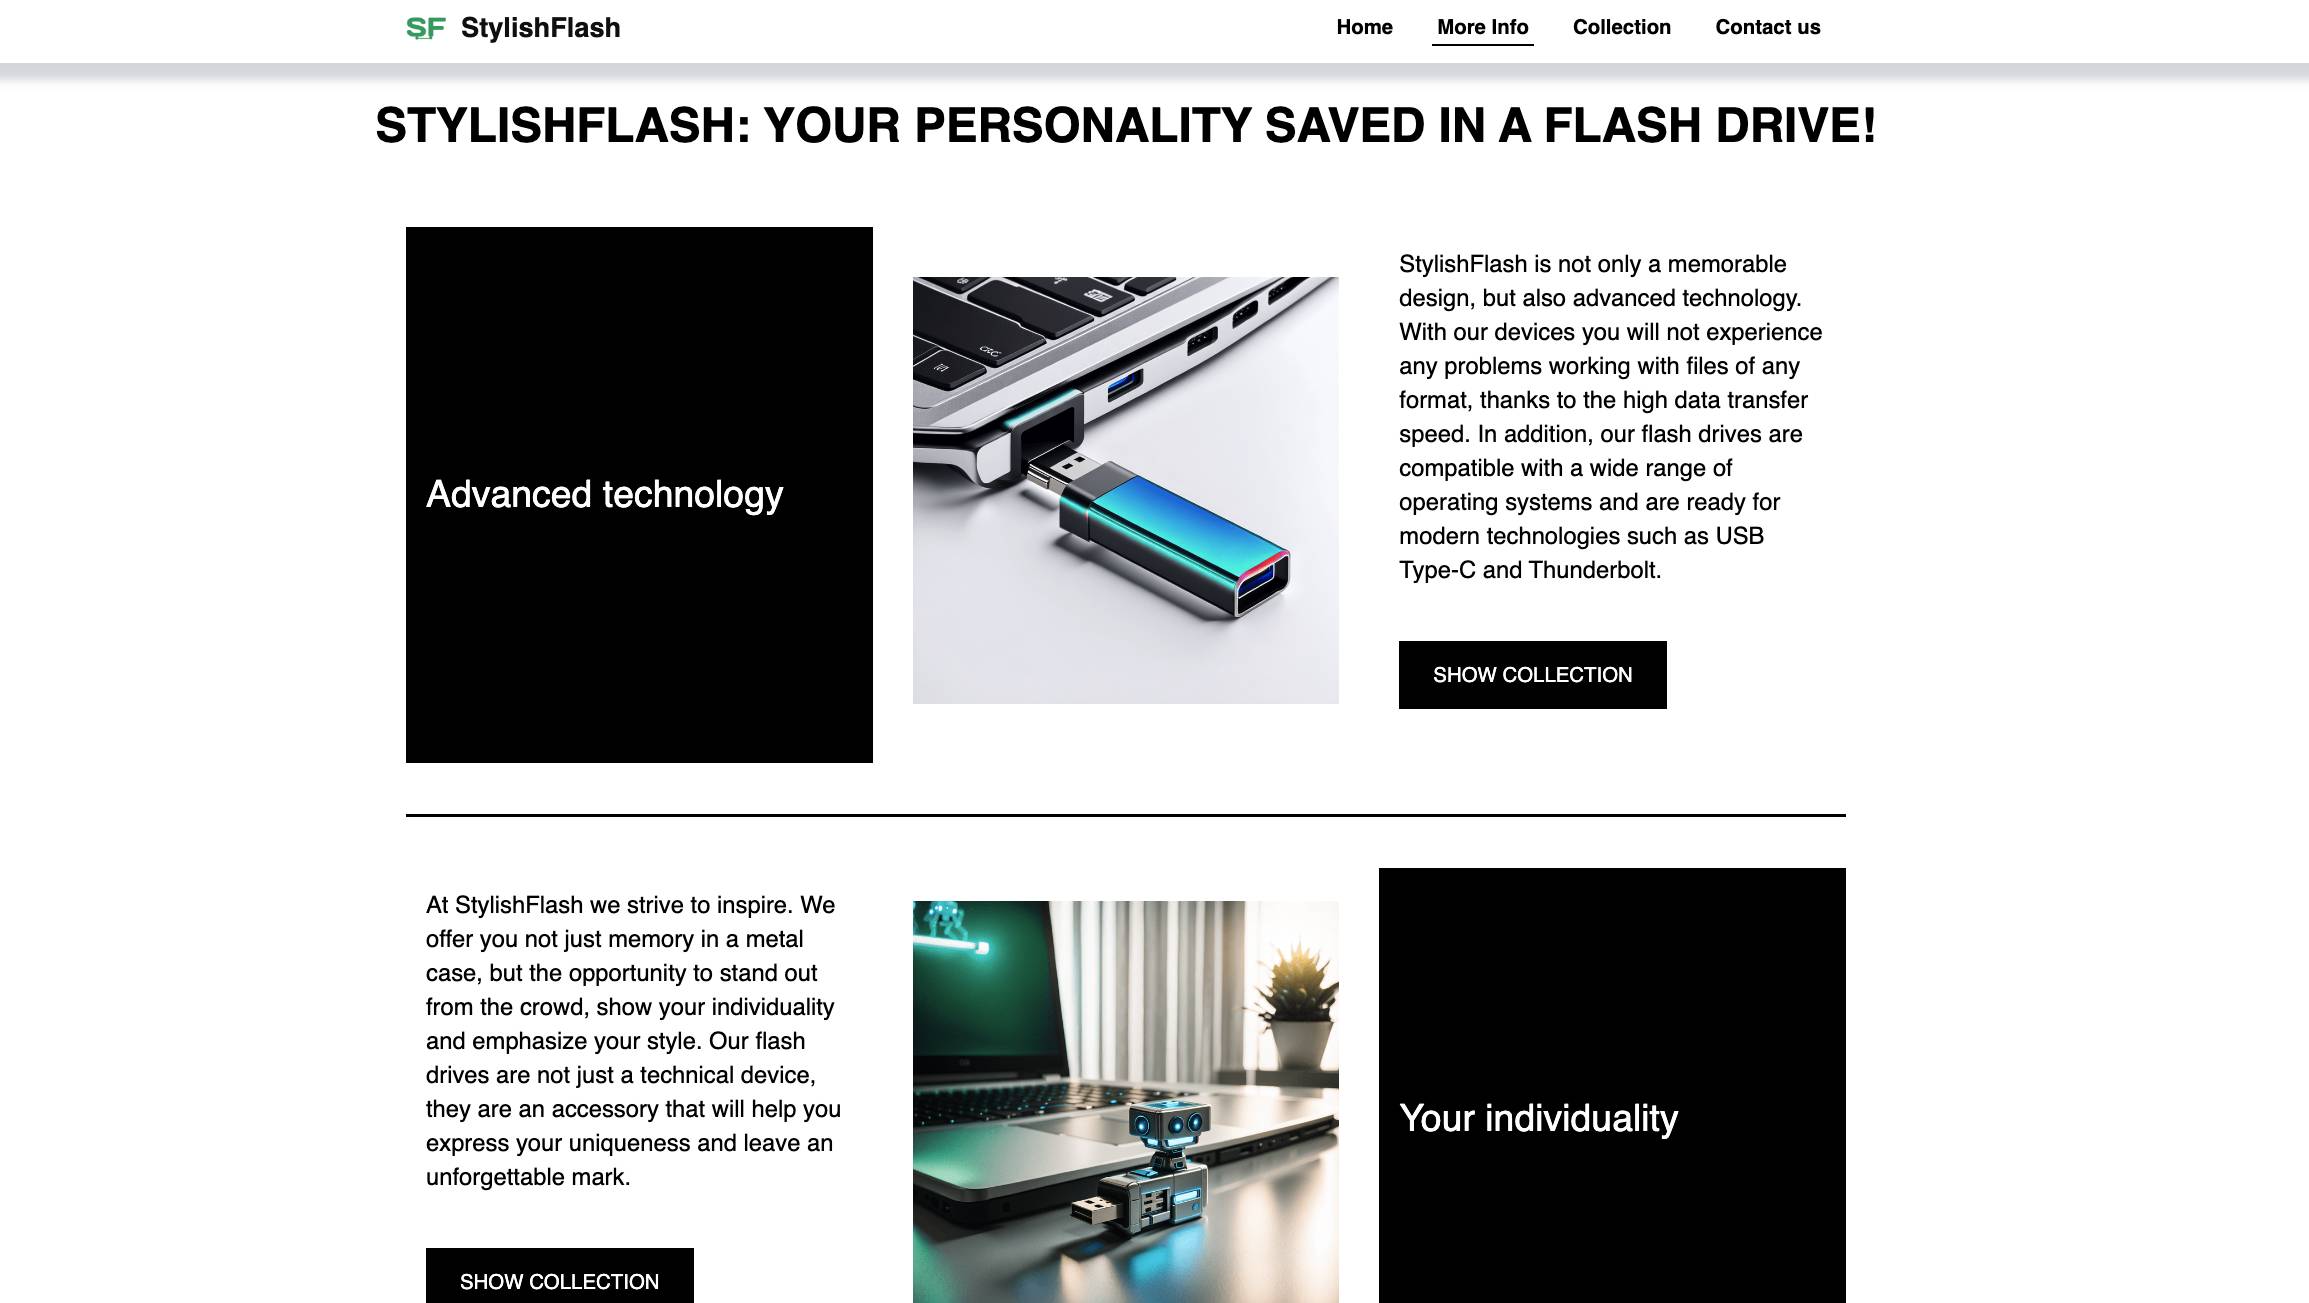 SF StylishFlash
Home More Info Collection Contact us
STYLISHFLASH: YOUR PERSONALITY SAVED IN A FLASH DRIVE!
Advanced technology
StylishFlash is not only a memorable
design, but also advanced technology.
With our devices you will not experience
any problems working with files of any
format, thanks to the high data transfer
speed. In addition, our flash drives are
compatible with a wide range of
operating systems and are ready for
modern technologies such as USB
Type-C and Thunderbolt.
SHOW COLLECTION
At StylishFlash we strive to inspire. We
offer you not just memory in a metal
case, but the opportunity to stand out
from the crowd, show your individuality
and emphasize your style. Our flash
drives are not just a technical device,
they are an accessory that will help you
express your uniqueness and leave an
unforgettable mark.
SHOW COLLECTION
Your individuality